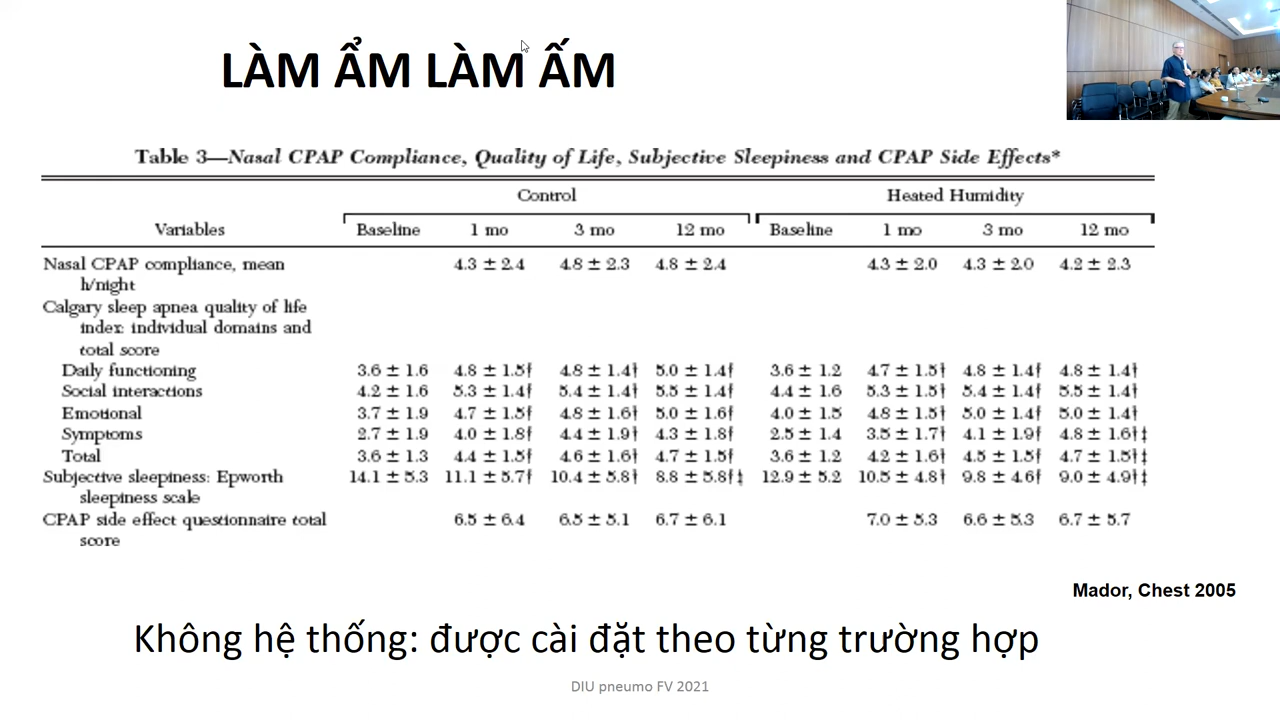 LÀM ẨM LÀM ẤM
Table 3—Nasal CPAP Compliance, Quality of Life, Subjective Sleepiness and CPAP Side Effects*
Control Heated Humidity
Variables Baseline 1 mo 3 mo 12 mo Baseline 1 mo 3 mo 12 mo
Nasal CPAP compliance, mean 4.3 ± 2.4 4.8 ± 2.3 4.8 ± 2.4 4.3 ± 2.0 4.3 ± 2.0 4.2 ± 2.3
h/night
Calgary sleep apnea quality of life
index: individual domains and
total score
Daily functioning 3.6 ± 1.6 4.8 ± 1.5† 4.8 ± 1.4† 5.0 ± 1.4† 3.6 ± 1.2 4.7 ± 1.5† 4.8 ± 1.4† 4.8 ± 1.4†
Social interactions 4.2 ± 1.6 5.3 ± 1.4† 5.4 ± 1.4† 5.5 ± 1.4† 4.4 ± 1.6 5.3 ± 1.5† 5.4 ± 1.4† 5.5 ± 1.4†
Emotional 3.7 ± 1.9 4.7 ± 1.5† 4.8 ± 1.6† 5.0 ± 1.6† 4.0 ± 1.5 4.8 ± 1.5† 5.0 ± 1.4† 5.0 ± 1.4†
Symptoms 2.7 ± 1.9 4.0 ± 1.8† 4.4 ± 1.9† 4.3 ± 1.8† 2.5 ± 1.4 3.5 ± 1.7† 4.1 ± 1.9† 4.8 ± 1.6†‡
Total 3.6 ± 1.3 4.4 ± 1.5† 4.6 ± 1.6† 4.7 ± 1.5† 3.6 ± 1.2 4.2 ± 1.6† 4.5 ± 1.5† 4.7 ± 1.5†‡
Subjective sleepiness: Epworth 14.1 ± 5.3 11.1 ± 5.7† 10.4 ± 5.8† 8.8 ± 5.8†‡ 12.9 ± 5.2 10.5 ± 4.8† 9.8 ± 4.6† 9.0 ± 4.9†‡
sleepiness scale
CPAP side effect questionnaire total 6.5 ± 6.4 6.5 ± 5.1 6.7 ± 6.1 7.0 ± 5.3 6.6 ± 5.3 6.7 ± 5.7
score
Mador, Chest 2005
Không hệ thống: được cài đặt theo từng trường hợp
DIU pneumo FV 2021